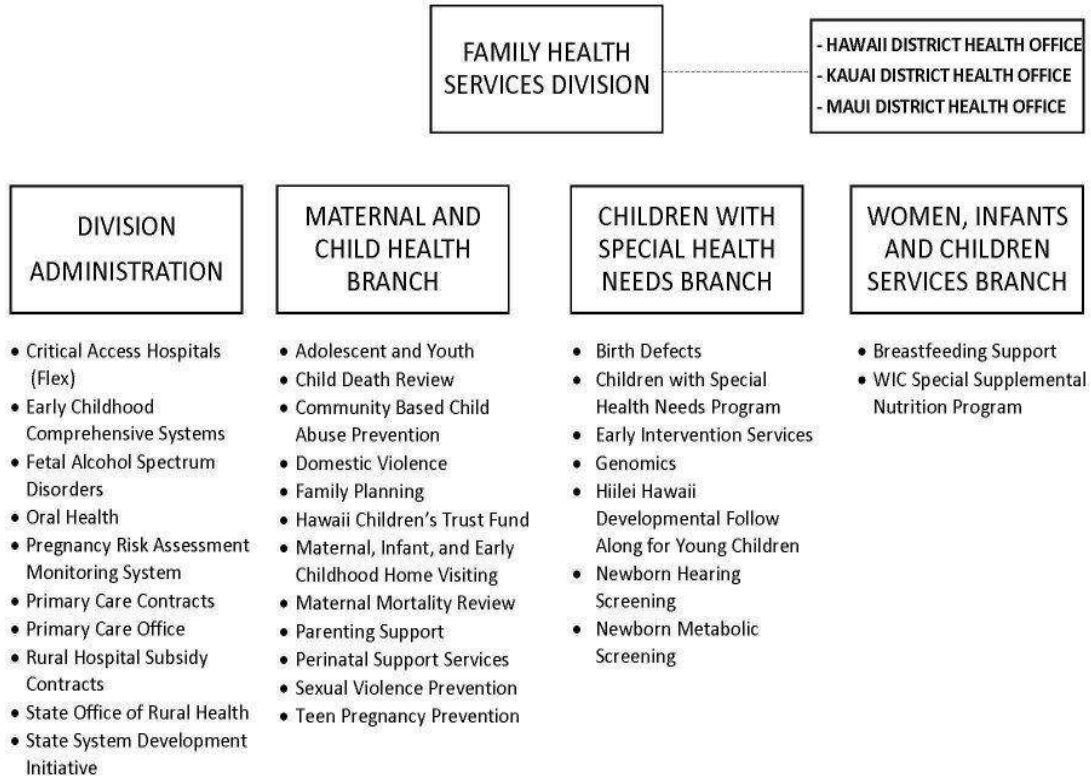 FAMILY HEALTH
SERVICES DIVISION
- HAWAII DISTRICT HEALTH OFFICE
- KAUAI DISTRICT HEALTH OFFICE
- MAUI DISTRICT HEALTH OFFICE
DIVISION
ADMINISTRATION
• Critical Access Hospitals
(Flex)
• Early Childhood
Comprehensive Systems
• Fetal Alcohol Spectrum
Disorders
• Oral Health
• Pregnancy Risk Assessment
Monitoring System
• Primary Care Contracts
• Primary Care Office
• Rural Hospital Subsidy
Contracts
• State Office of Rural Health
• State System Development
Initiative
MATERNAL AND
CHILD HEALTH
BRANCH
• Adolescent and Youth
• Child Death Review
• Community Based Child
Abuse Prevention
• Domestic Violence
• Family Planning
• Hawaii Children's Trust Fund
• Maternal, Infant, and Early
Childhood Home Visiting
• Maternal Mortality Review
• Parenting Support
• Perinatal Support Services
• Sexual Violence Prevention
• Teen Pregnancy Prevention
CHILDREN WITH
SPECIAL HEALTH
NEEDS BRANCH
• Birth Defects
• Children with Special
Health Needs Program
• Early Intervention Services
• Genomics
• Hiilei Hawaii
Developmental Follow
Along for Young Children
• Newborn Hearing
Screening
• Newborn Metabolic
Screening
WOMEN, INFANTS
AND CHILDREN
SERVICES BRANCH
• Breastfeeding Support
• WIC Special Supplemental
Nutrition Program